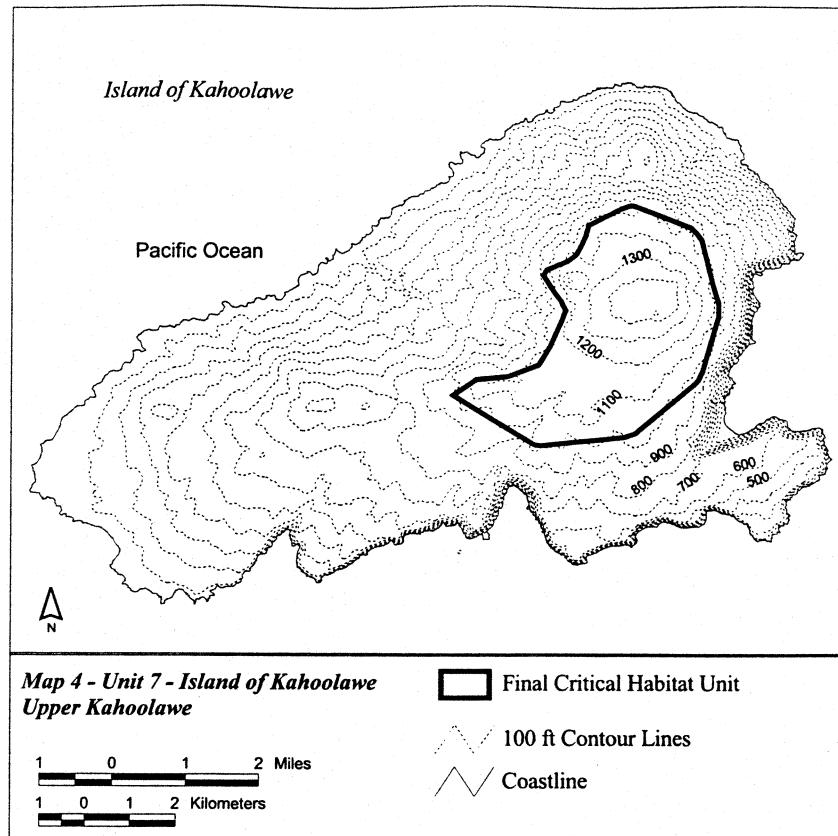 Island of Kahoolawe
Pacific Ocean
1300
1200
1100
900
800
700
600
500
N
Map 4 - Unit 7 - Island of Kahoolawe
Upper Kahoolawe
1 0 1 2 Miles
1 0 1 2 Kilometers
Final Critical Habitat Unit
100 ft Contour Lines
Coastline